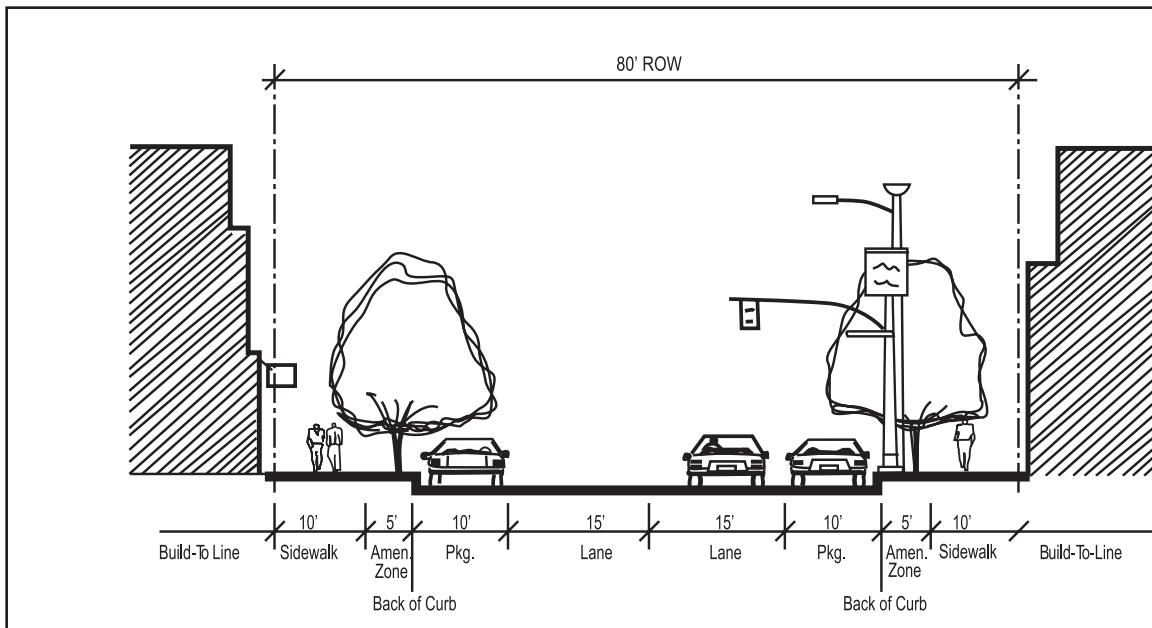 80' ROW
10' 5' 10' 15' 15' 10' 5' 10'
Build-To Line Sidewalk Amen. Zone Pkg. Lane Lane Pkg. Amen. Zone Sidewalk Build-To-Line
Back of Curb Back of Curb